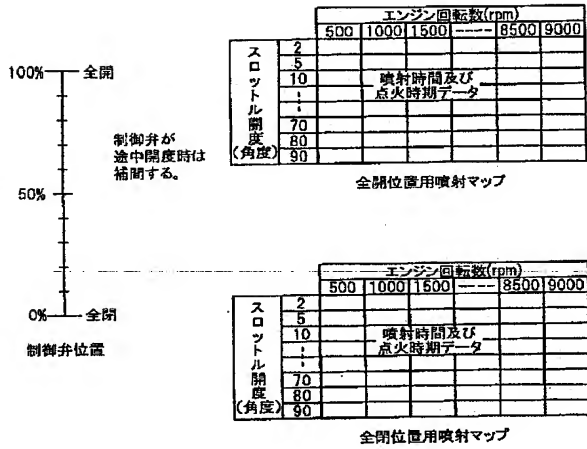 100% 全開
50%
0% 全閉
制御弁位置
制御弁が
途中開度時は
補間する。
エンジン回転数(rpm)
500 1000 1500 ---- 8500 9000
スロットル開度(角度)
2
5
10
70
80
90
噴射時間及び
点火時期データ
全開位置用噴射マップ
エンジン回転数(rpm)
500 1000 1500 ---- 8500 9000
スロットル開度(角度)
2
5
10
70
80
90
噴射時間及び
点火時期データ
全閉位置用噴射マップ